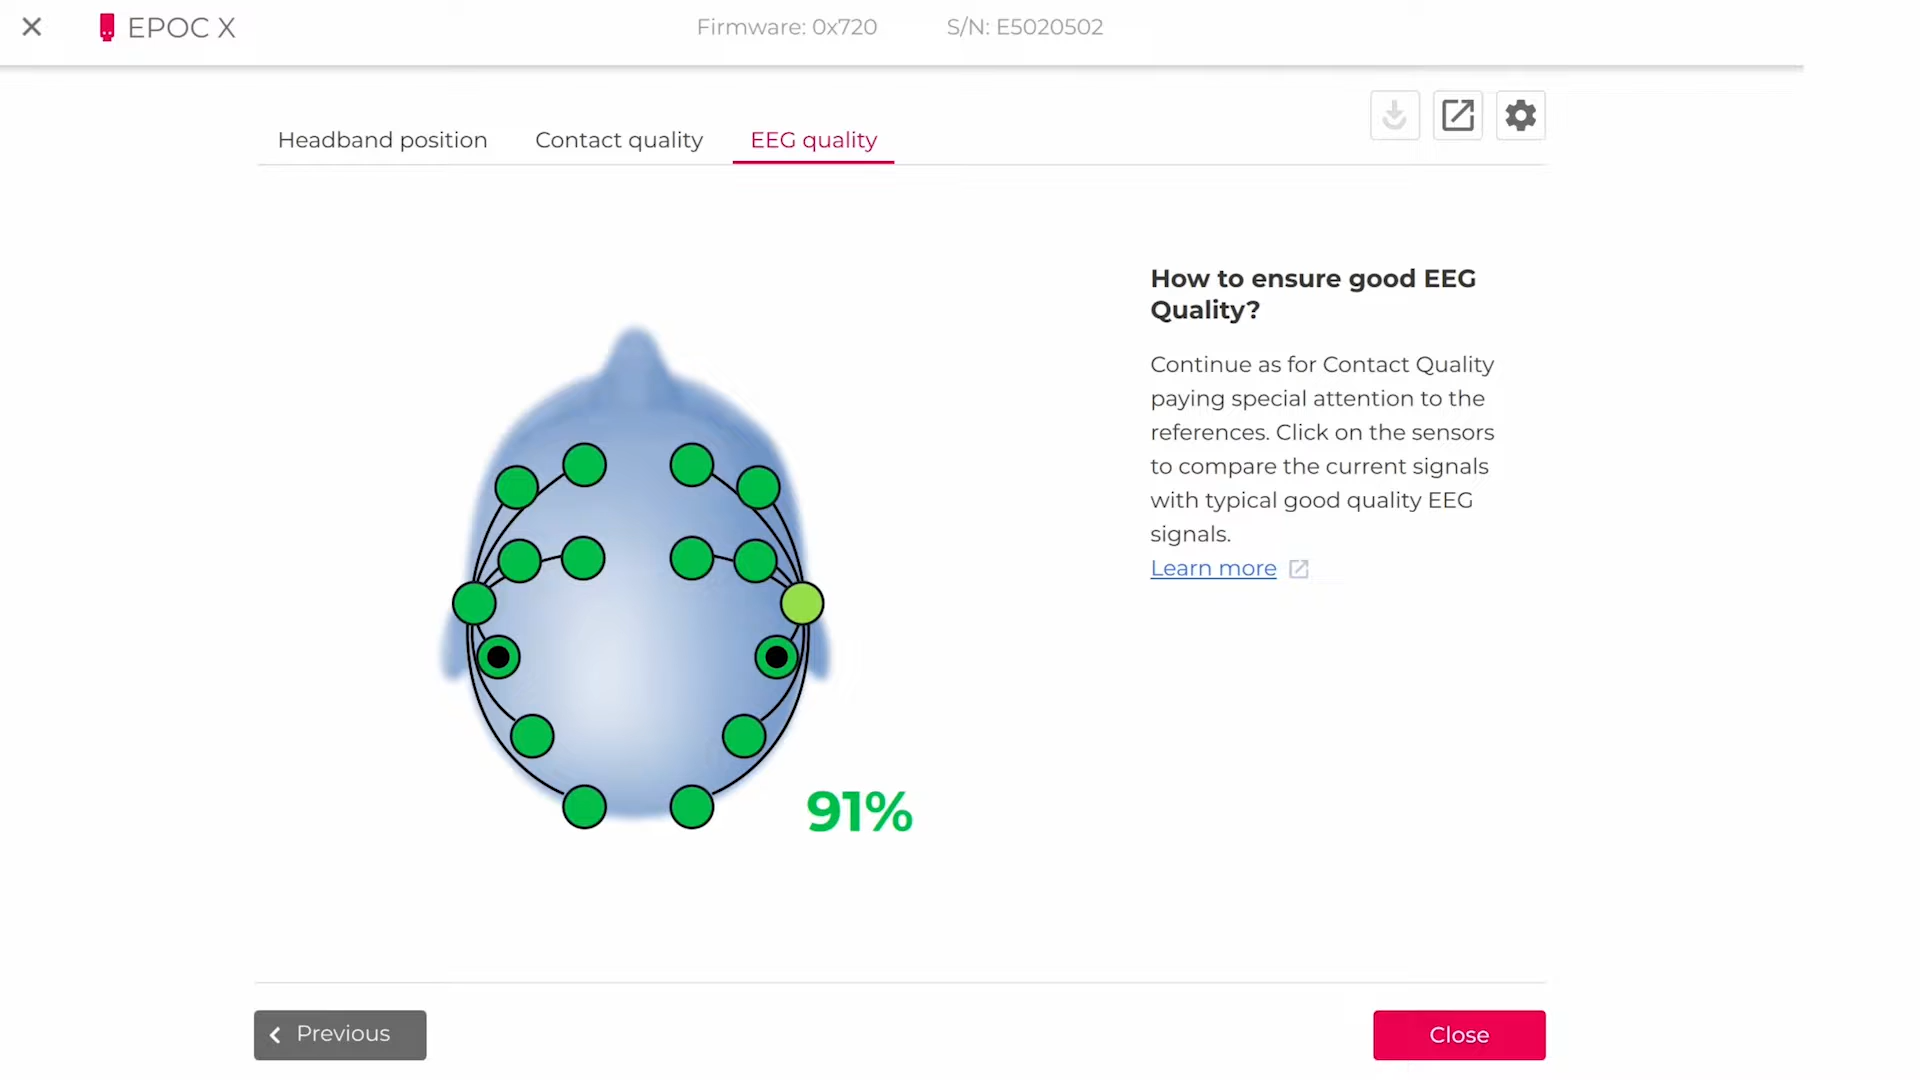 EPOC X
Firmware: 0x720
S/N: E5020502
Headband position
Contact quality
EEG quality
How to ensure good EEG
Quality?
Continue as for Contact Quality
paying special attention to the
references. Click on the sensors
to compare the current signals
with typical good quality EEG
signals.
Learn more
91%
Previous
Close